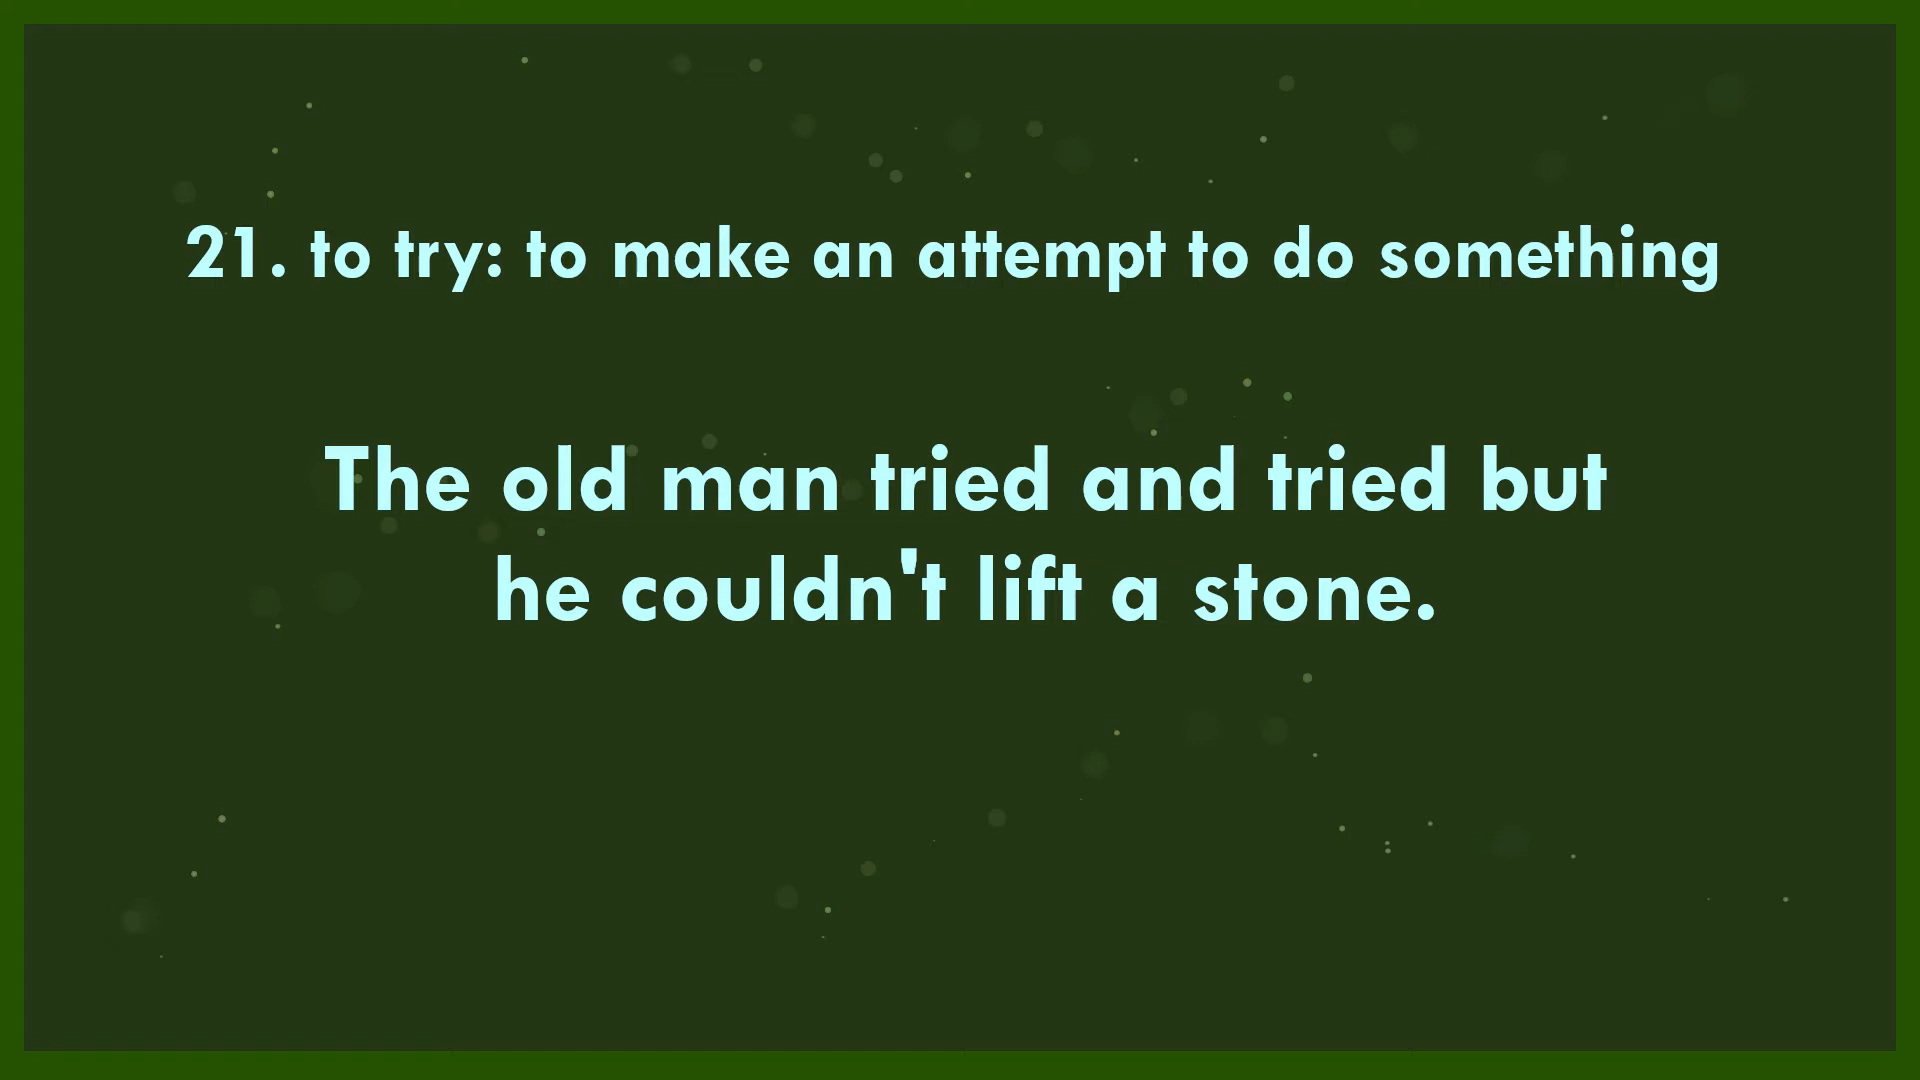 21. to try: to make an attempt to do something
The old man tried and tried but
he couldn't lift a stone.